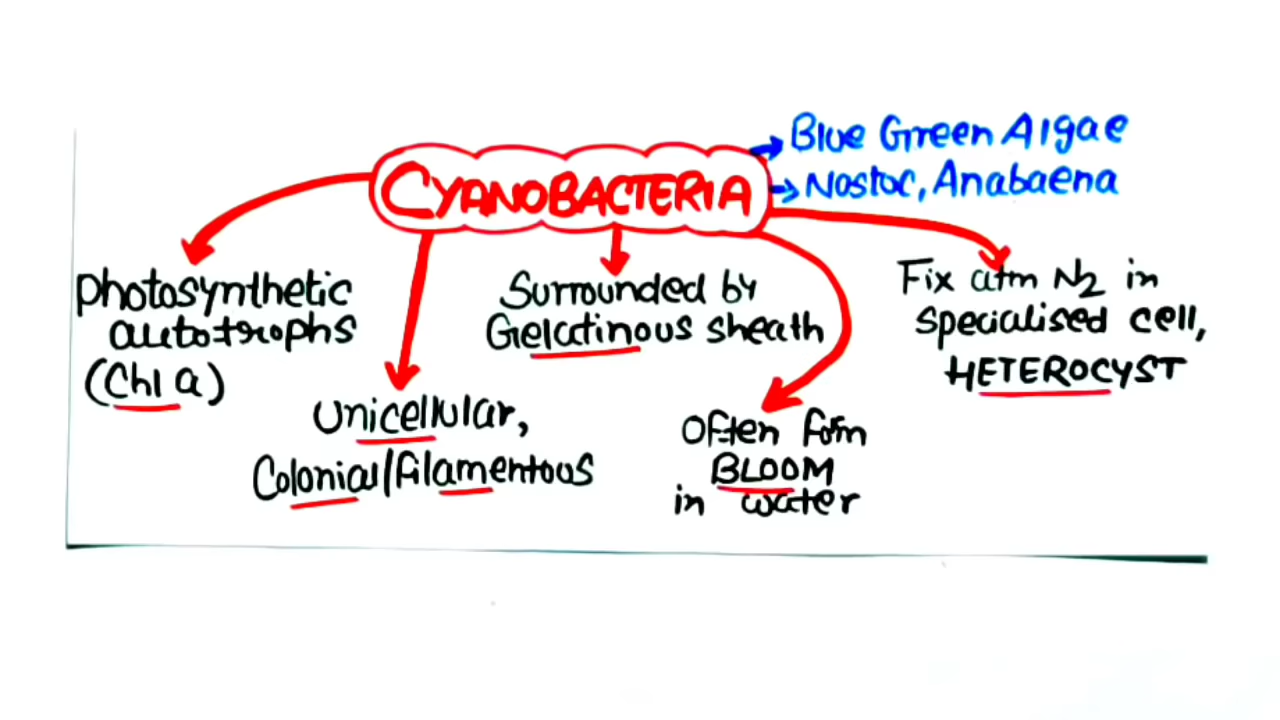 CYANOBACTERIA
Blue Green Algae
Nostoc, Anabaena
Photosynthetic
autotrophs
(Chl a)
Unicellular,
Colonial/filamentous
Surrounded by
Gelatinous sheath
Often form
BLOOM
in water
Fix atm N2 in
specialised cell,
HETEROCYST